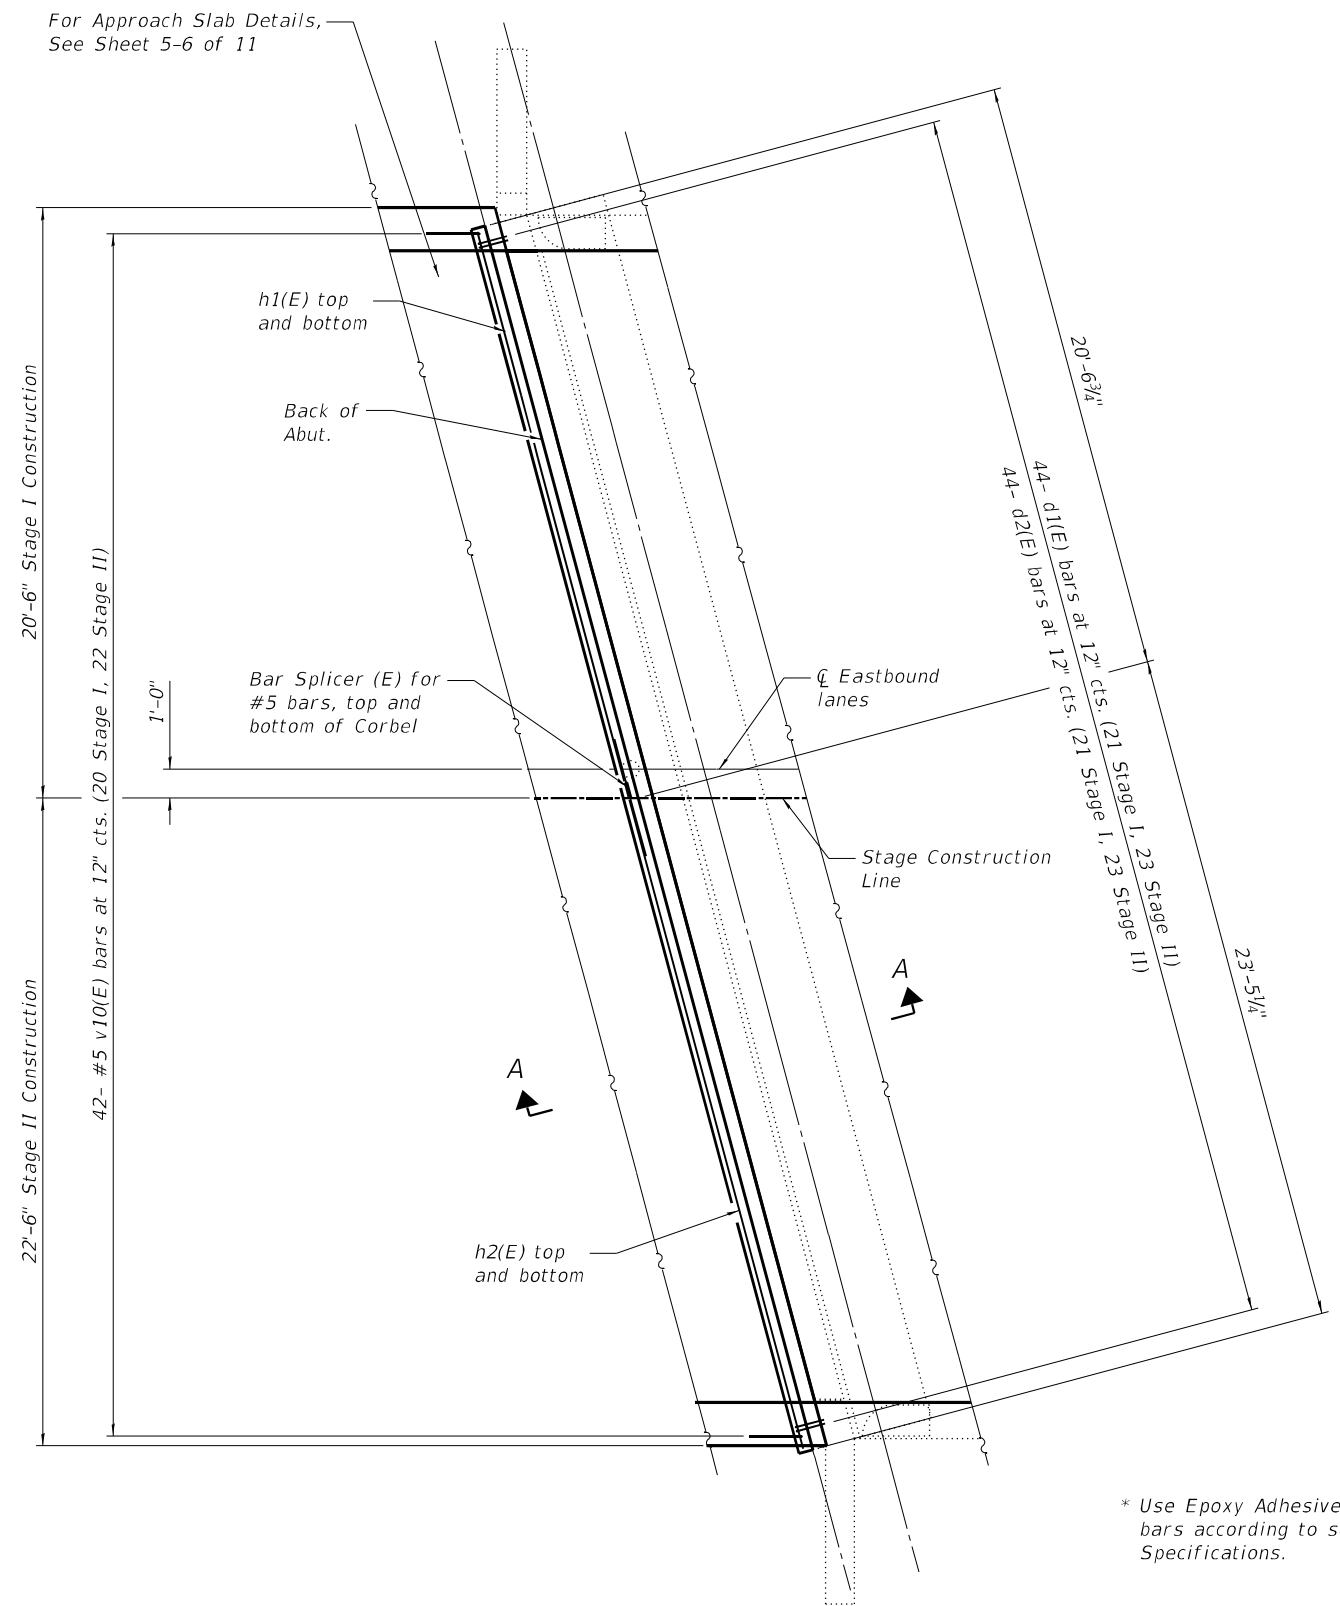 For Approach Slab Details,
See Sheet 5-6 of 11
h1(E) top
and bottom
Back of
Abut.
20'-6" Stage I Construction
42- #5 v10(E) bars at 12" cts. (20 Stage I, 22 Stage II)
1'-0"
Bar Splicer (E) for
#5 bars, top and
bottom of Corbel
℄ Eastbound
lanes
Stage Construction
Line
20'-6¾"
44- d1(E) bars at 12" cts. (21 Stage I, 23 Stage II)
44- d2(E) bars at 12" cts. (21 Stage I, 23 Stage II)
23'-5¼"
A
A
22'-6" Stage II Construction
h2(E) top
and bottom
* Use Epoxy Adhesive
bars according to s
Specifications.